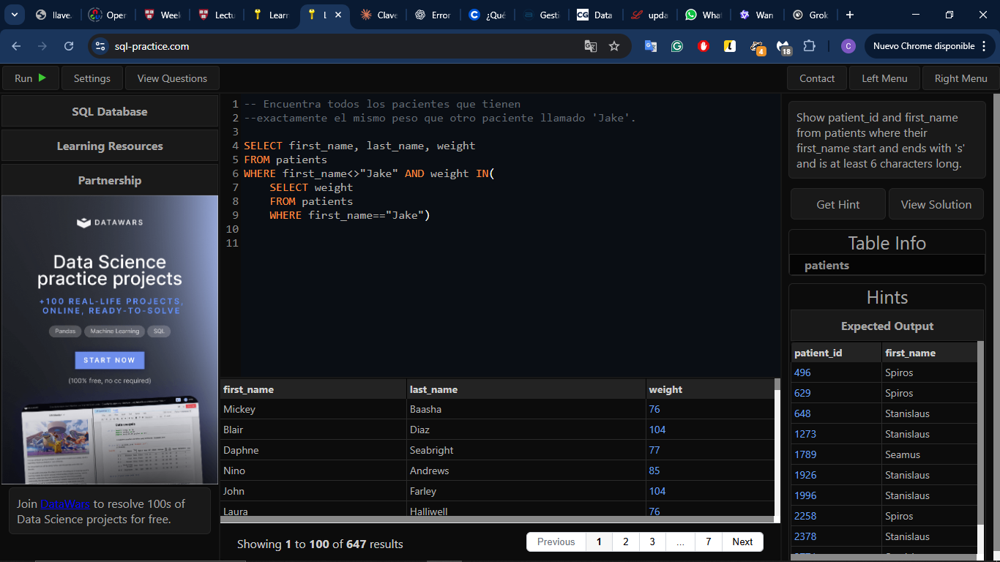 llave.
Oper
Week
Lectu
Learn
L
Clave
Error
¿Qué
Gesti
Data
upda
What
Wan
Grok
sql-practice.com
4
18
C
Nuevo Chrome disponible
Run
Settings
View Questions
Contact
Left Menu
Right Menu
SQL Database
Learning Resources
Partnership
DATAWARS
Data Science
practice projects
+100 REAL-LIFE PROJECTS,
ONLINE, READY-TO-SOLVE
Pandas
Machine Learning
SQL
START NOW
(100% free, no cc required)
Join DataWars to resolve 100s of
Data Science projects for free.
1 -- Encuentra todos los pacientes que tienen
2 --exactamente el mismo peso que otro paciente llamado 'Jake'.
3
4 SELECT first_name, last_name, weight
5 FROM patients
6 WHERE first_name<>"Jake" AND weight IN(
7 SELECT weight
8 FROM patients
9 WHERE first_name=="Jake")
10
11
first_name last_name weight
Mickey Baasha 76
Blair Diaz 104
Daphne Seabright 77
Nino Andrews 85
John Farley 104
Laura Halliwell 76
Showing 1 to 100 of 647 results
Previous 1 2 3 ... 7 Next
Show patient_id and first_name
from patients where their
first_name start and ends with 's'
and is at least 6 characters long.
Get Hint
View Solution
Table Info
patients
Hints
Expected Output
patient_id first_name
496 Spiros
629 Spiros
648 Stanislaus
1273 Stanislaus
1789 Seamus
1926 Stanislaus
1996 Stanislaus
2258 Spiros
2378 Stanislaus